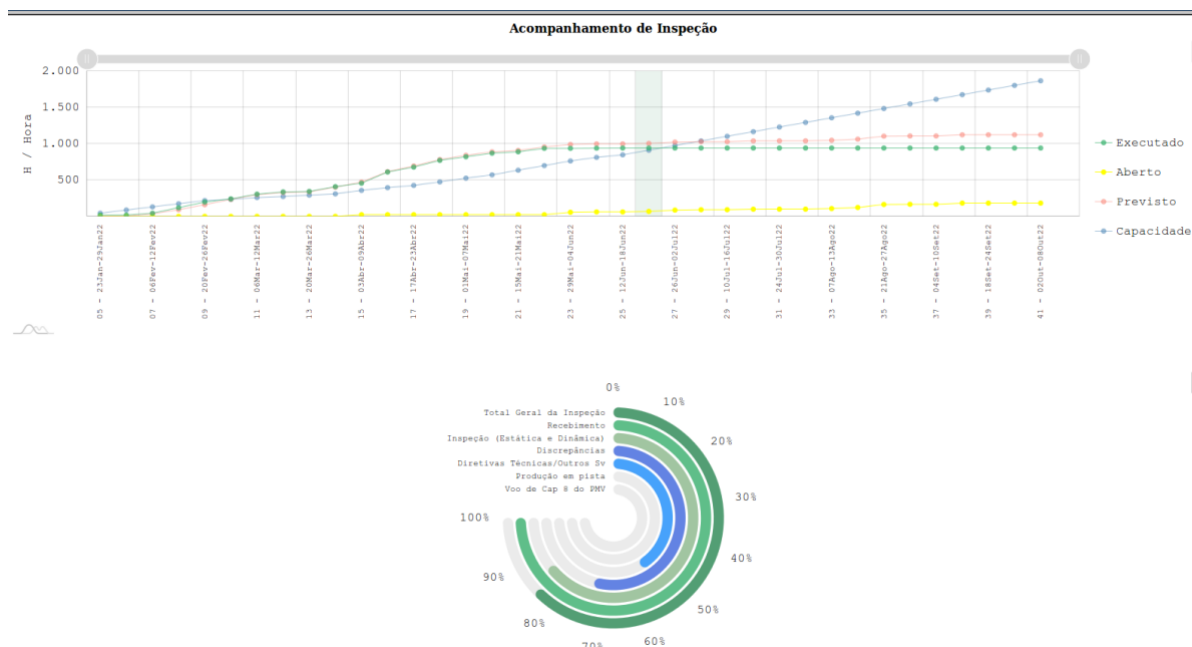 Acompanhamento de Inspeção
2.000
1.500
1.000
500
H / Hora
Executado
Aberto
Previsto
Capacidade
05 - 23Jan-29Jan22
07 - 06Fev-12Fev22
09 - 20Fev-26Fev22
11 - 06Mar-12Mar22
13 - 20Mar-26Mar22
15 - 03Abr-09Abr22
17 - 17Abr-23Abr22
19 - 01Mai-07Mai22
21 - 15Mai-21Mai22
23 - 29Mai-04Jun22
25 - 12Jun-18Jun22
27 - 26Jun-02Jul22
29 - 10Jul-16Jul22
31 - 24Jul-30Jul22
33 - 07Ago-13Ago22
35 - 21Ago-27Ago22
37 - 04Set-10Set22
39 - 18Set-24Set22
41 - 02Out-08Out22
0%
10%
20%
30%
40%
50%
60%
70%
80%
90%
100%
Total Geral da Inspeção
Recebimento
Inspeção (Estática e Dinâmica)
Discrepâncias
Diretivas Técnicas/Outros Sv
Produção em pista
Voo de Cap 8 do PMV